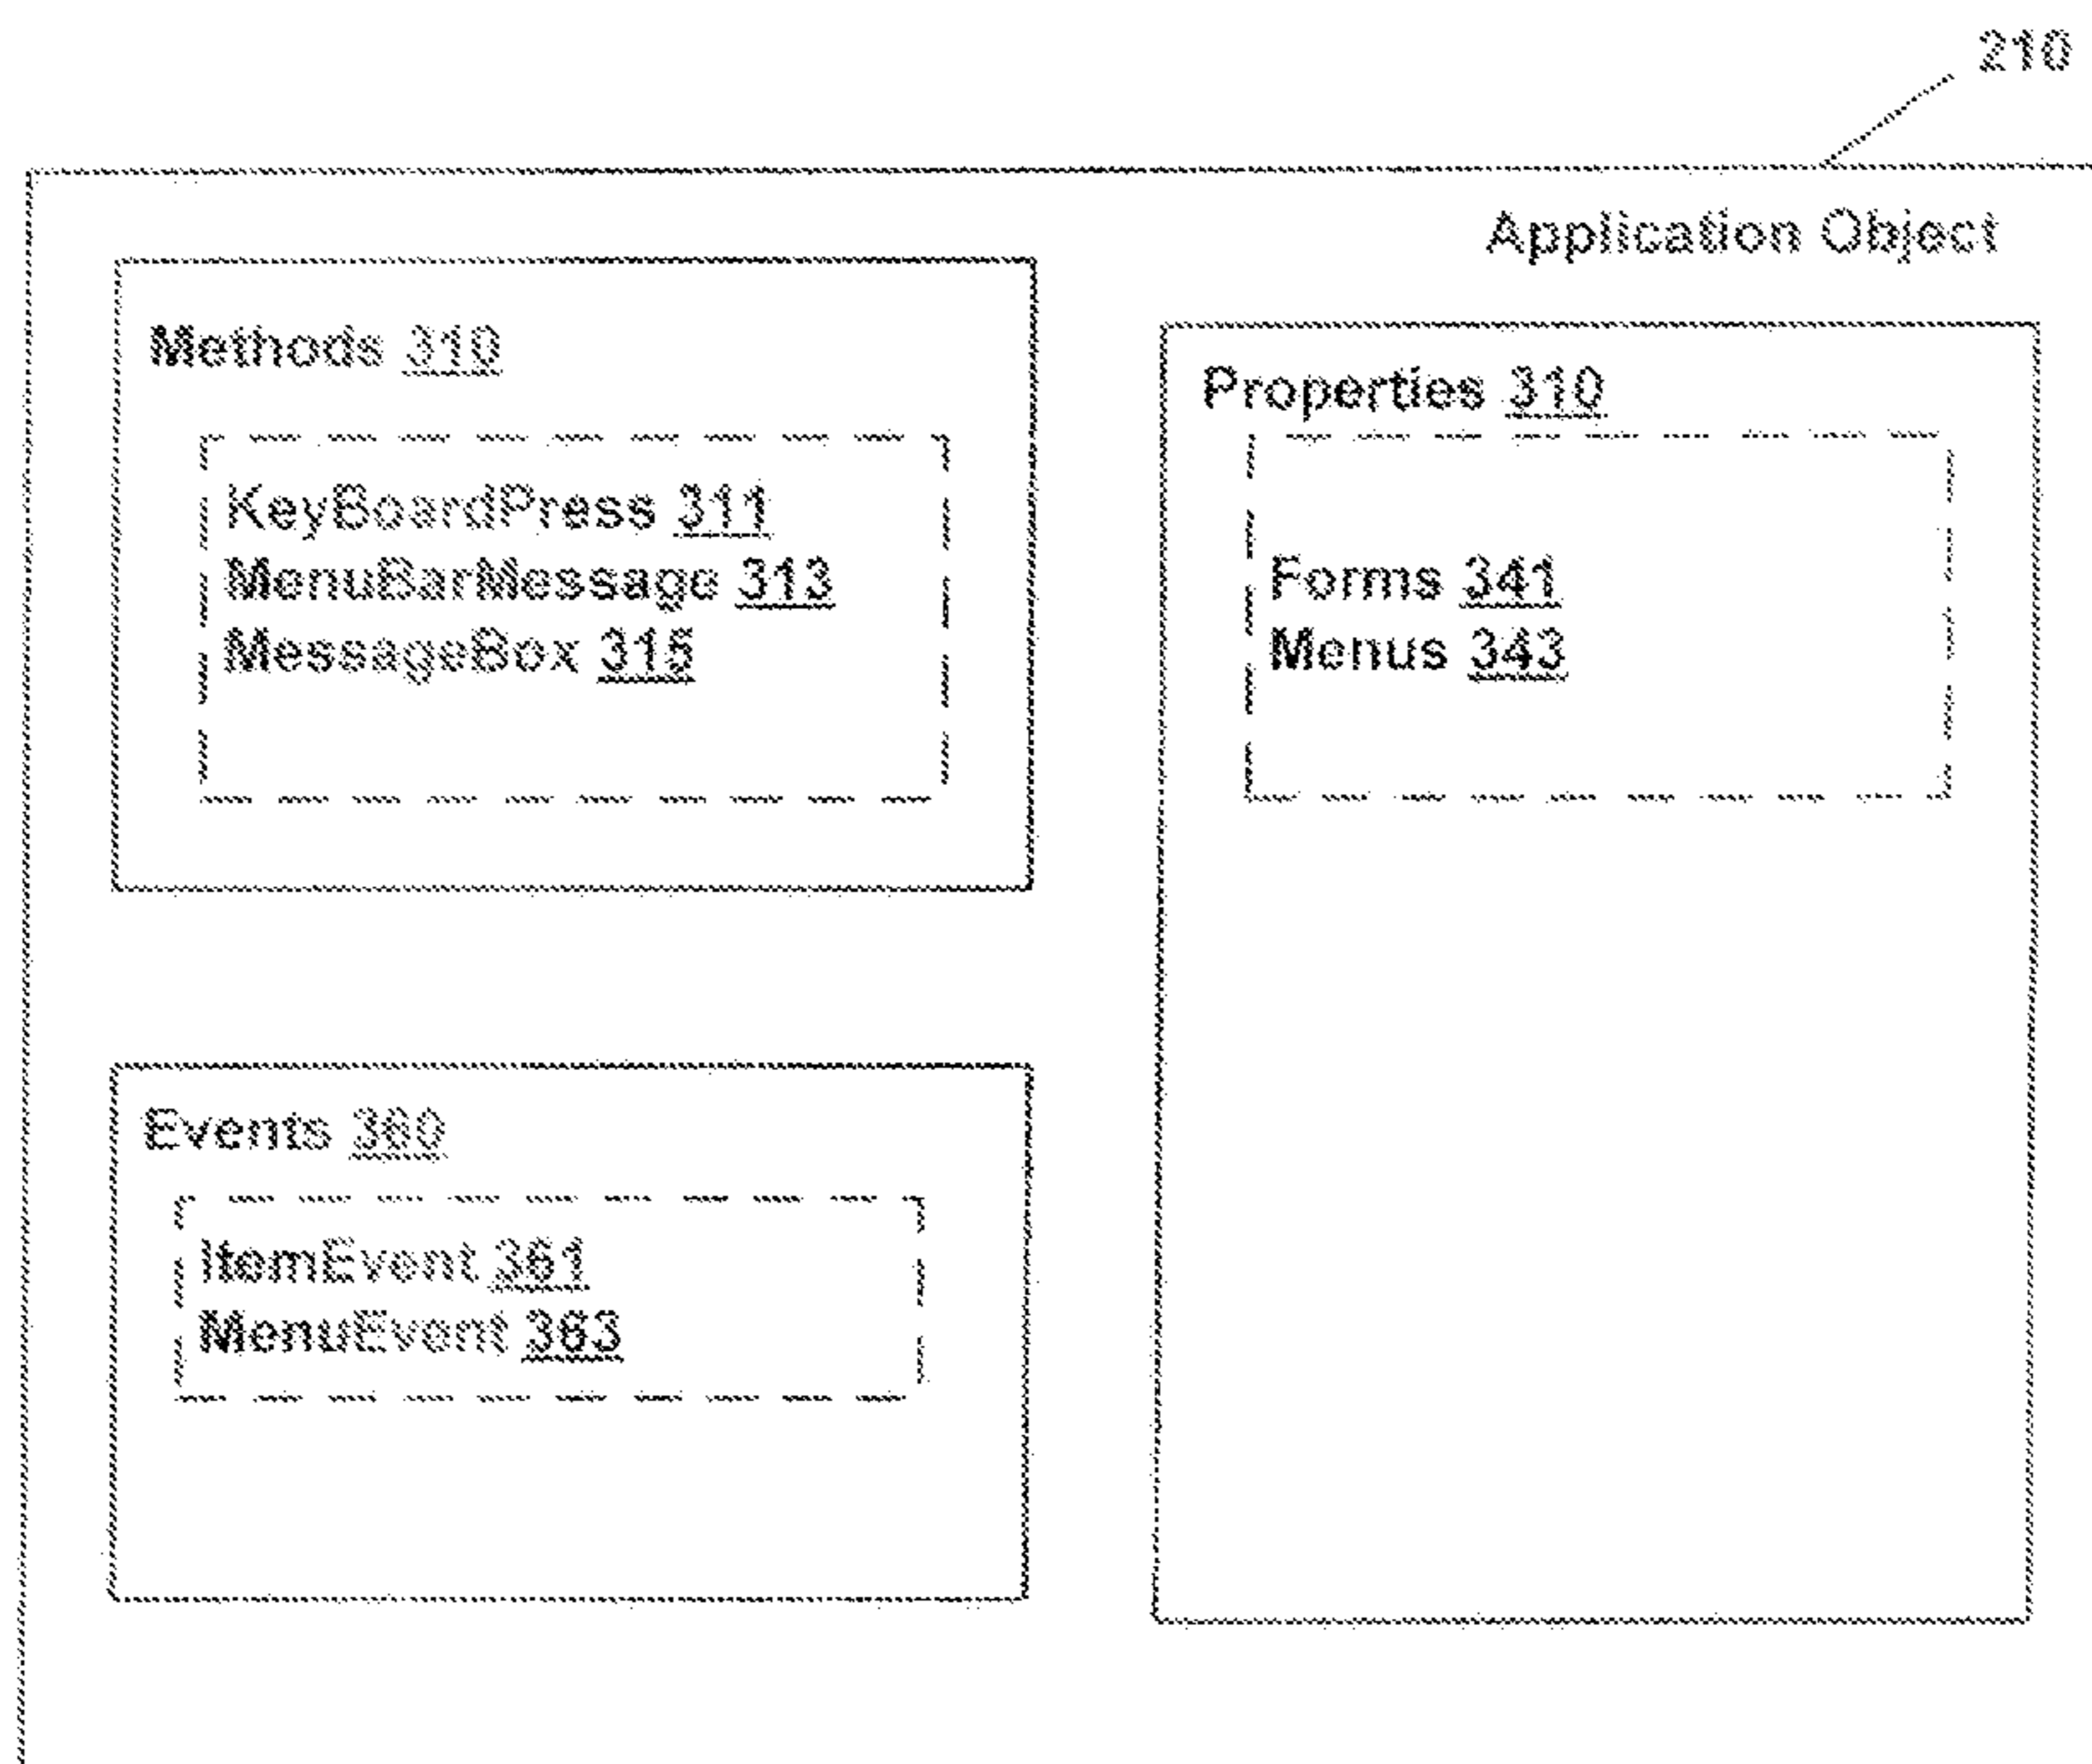 210
Application Object
Methods 310
KeyBoardPress 311
MenuBarMessage 313
MessageBox 315
Properties 310
Forms 341
Menus 343
Events 360
ItemEvent 361
MenuEvent 363